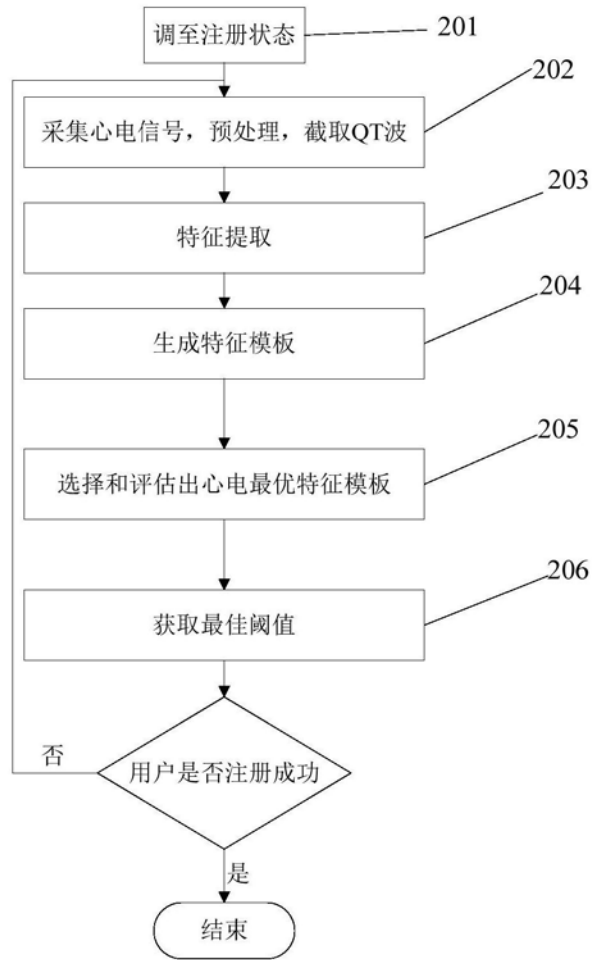 调至注册状态
201
202
采集心电信号，预处理，截取QT波
203
特征提取
204
生成特征模板
205
选择和评估出心电最优特征模板
206
获取最佳阈值
用户是否注册成功
否
是
结束